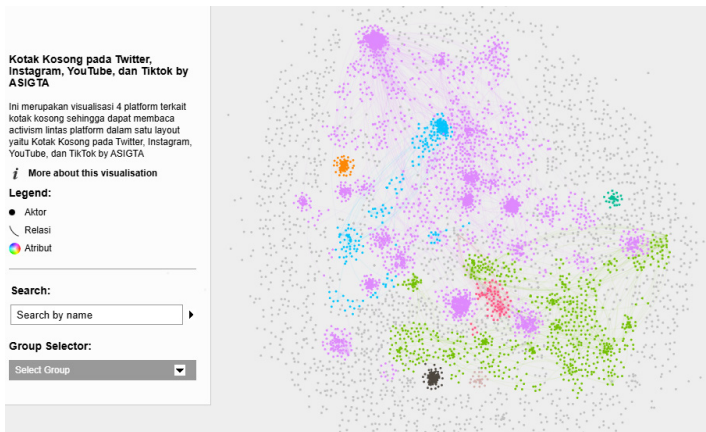 Kotak Kosong pada Twitter,
Instagram, YouTube, dan Tiktok by
ASIGTA
Ini merupakan visualisasi 4 platform terkait
kotak kosong sehingga dapat membaca
activism lintas platform dalam satu layout
yaitu Kotak Kosong pada Twitter, Instagram,
YouTube, dan TikTok by ASIGTA
i More about this visualisation
Legend:
Aktor
Relasi
Atribut
Search:
Search by name
Group Selector:
Select Group